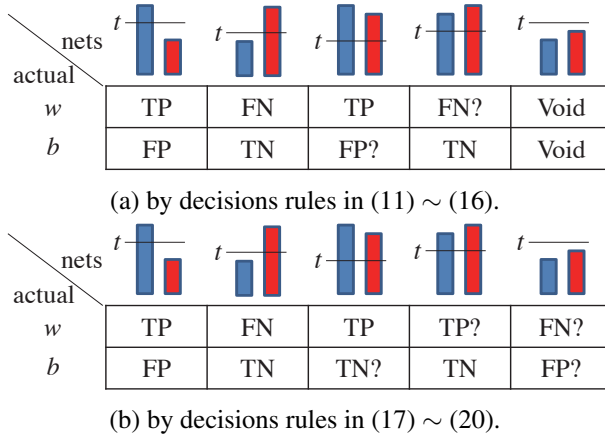 t t t t t
nets
actual
w TP FN TP FN? Void
b FP TN FP? TN Void
(a) by decisions rules in (11) ∼ (16).
t t t t t
nets
actual
w TP FN TP TP? FN?
b FP TN TN? TN FP?
(b) by decisions rules in (17) ∼ (20).